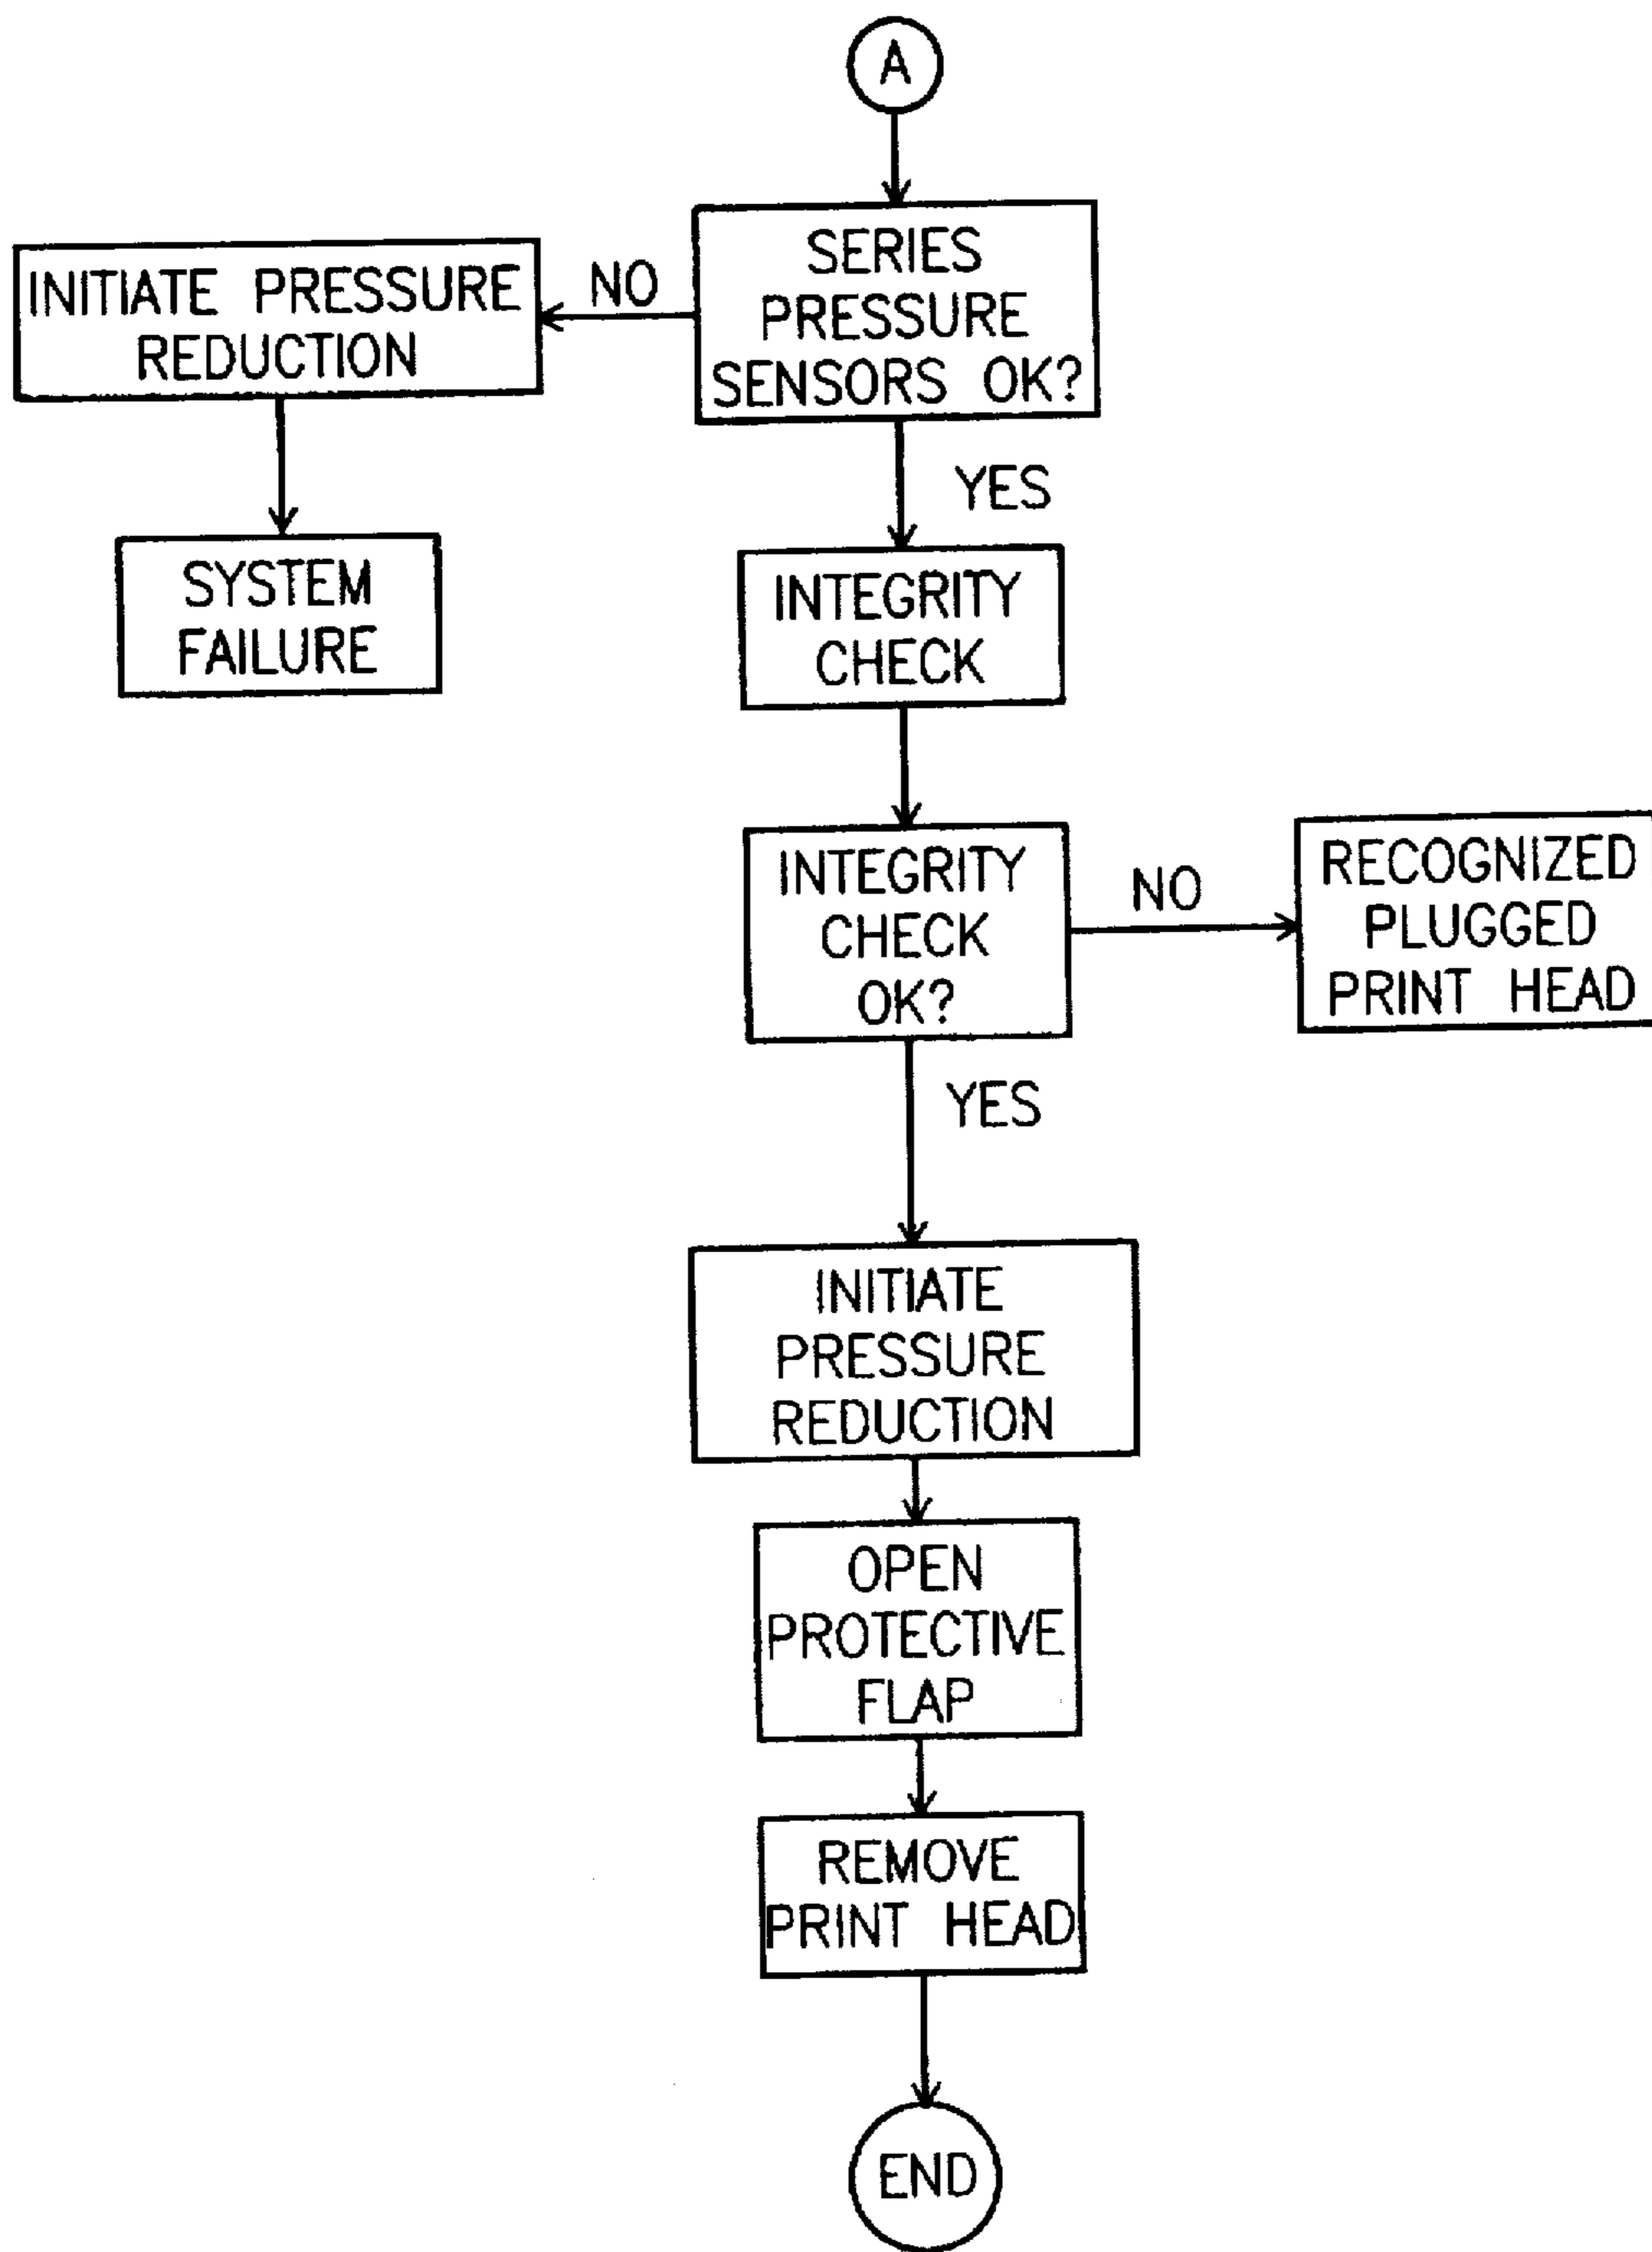 A
SERIES
PRESSURE
SENSORS OK?
NO
INITIATE PRESSURE
REDUCTION
SYSTEM
FAILURE
YES
INTEGRITY
CHECK
INTEGRITY
CHECK
OK?
NO
RECOGNIZED
PLUGGED
PRINT HEAD
YES
INITIATE
PRESSURE
REDUCTION
OPEN
PROTECTIVE
FLAP
REMOVE
PRINT HEAD
END